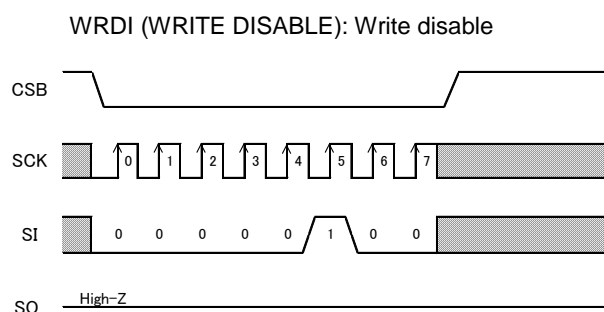 WRDI (WRITE DISABLE): Write disable
CSB
SCK 0 1 2 3 4 5 6 7
SI 0 0 0 0 0 1 0 0
High-Z
SO